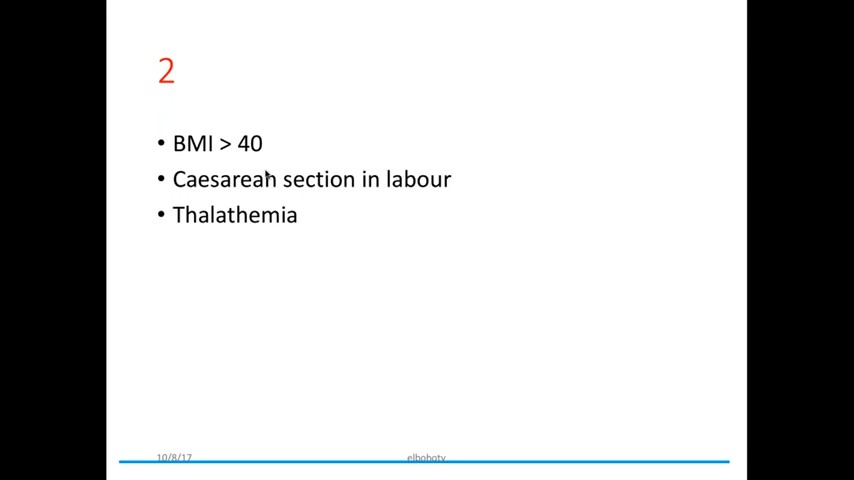 2
• BMI > 40
• Caesarean section in labour
• Thalathemia
10/8/17
elbohoty